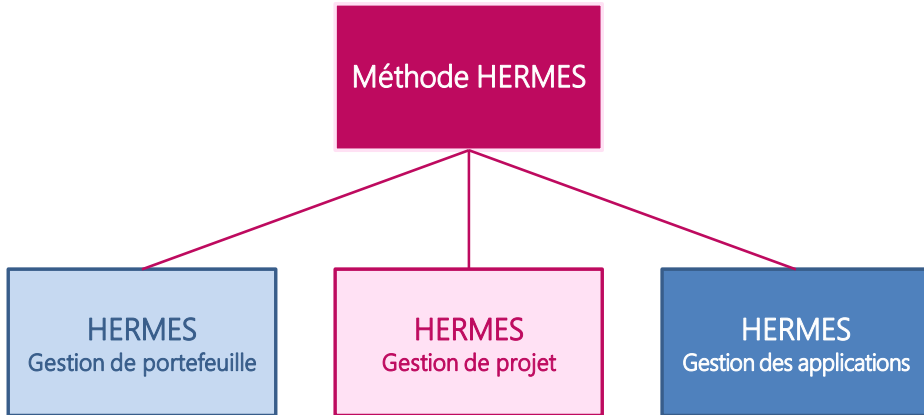 Méthode HERMES
HERMES
Gestion de portefeuille
HERMES
Gestion de projet
HERMES
Gestion des applications